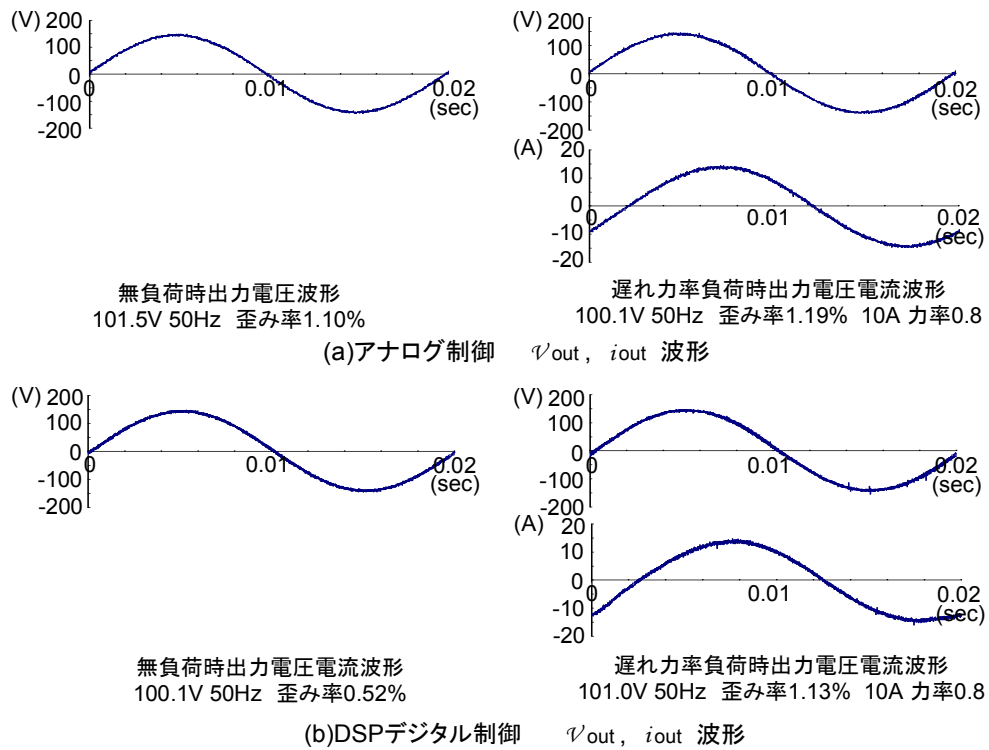 (V) 200
100
0
-100
-200
0.01
0.02
(sec)
(V) 200
100
0
-100
-200
0
0.01
0.02
(sec)
(A) 20
10
0
-10
-20
0
0.01
0.02
(sec)
無負荷時出力電圧波形
101.5V 50Hz 歪み率1.10%
遅れ力率負荷時出力電圧電流波形
100.1V 50Hz 歪み率1.19% 10A 力率0.8
(a)アナログ制御 vout, iout 波形
(V) 200
100
0
-100
-200
0
0.01
0.02
(sec)
(V) 200
100
0
-100
-200
0
0.01
0.02
(sec)
(A) 20
10
0
-10
-20
0
0.01
0.02
(sec)
無負荷時出力電圧電流波形
100.1V 50Hz 歪み率0.52%
遅れ力率負荷時出力電圧電流波形
101.0V 50Hz 歪み率1.13% 10A 力率0.8
(b)DSPデジタル制御 vout, iout 波形